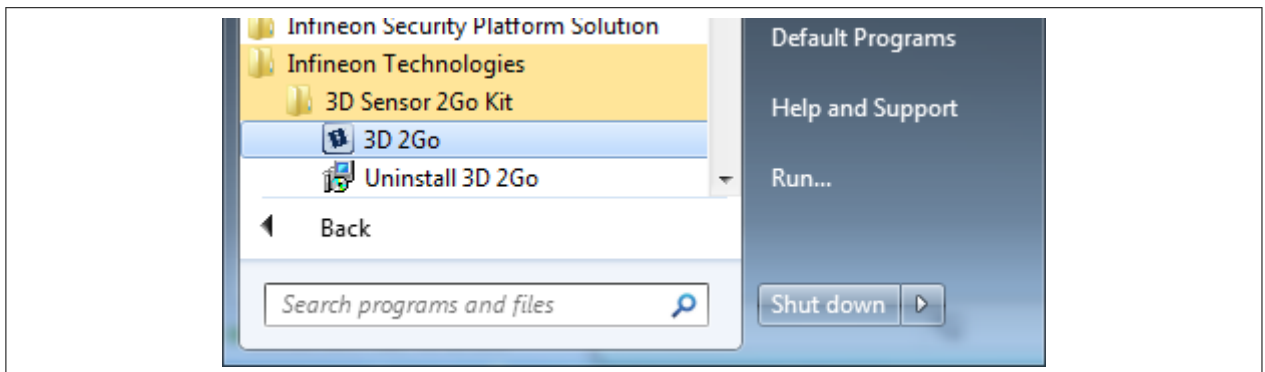 Infineon Security Platform Solution
Infineon Technologies
3D Sensor 2Go Kit
3D 2Go
Uninstall 3D 2Go
Back
Search programs and files
Default Programs
Help and Support
Run...
Shut down